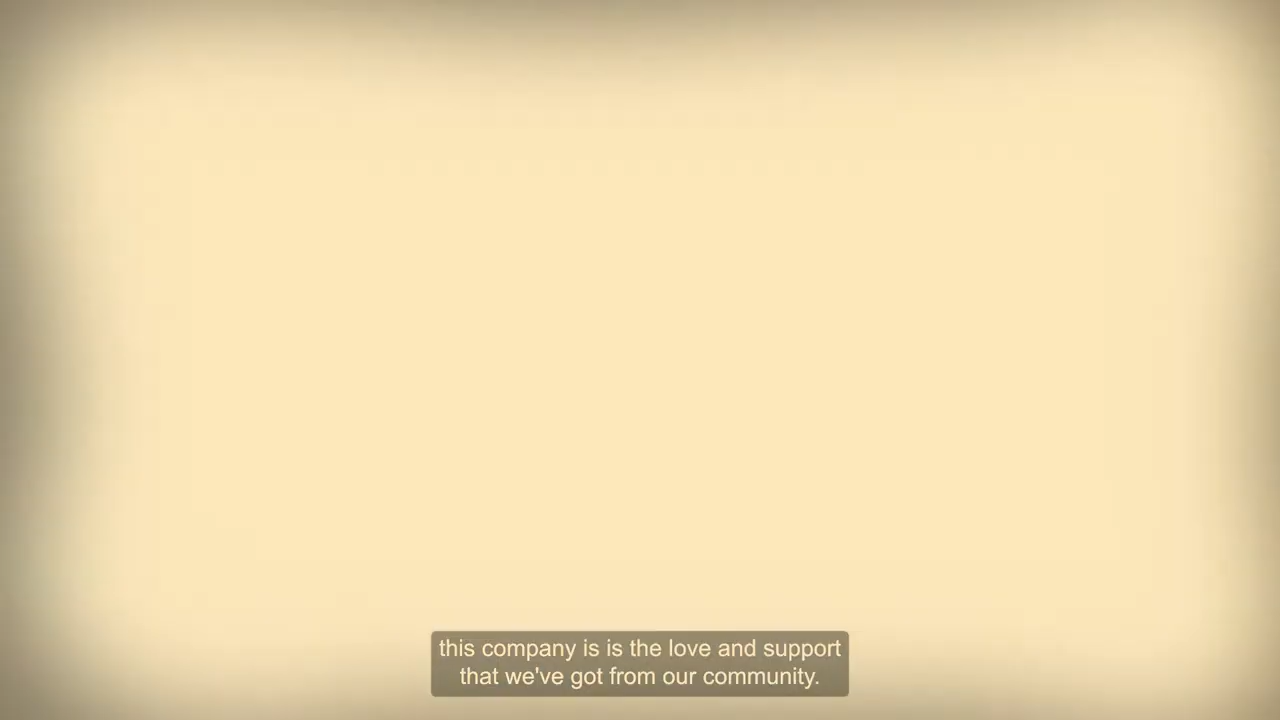 this company is is the love and support
that we've got from our community.